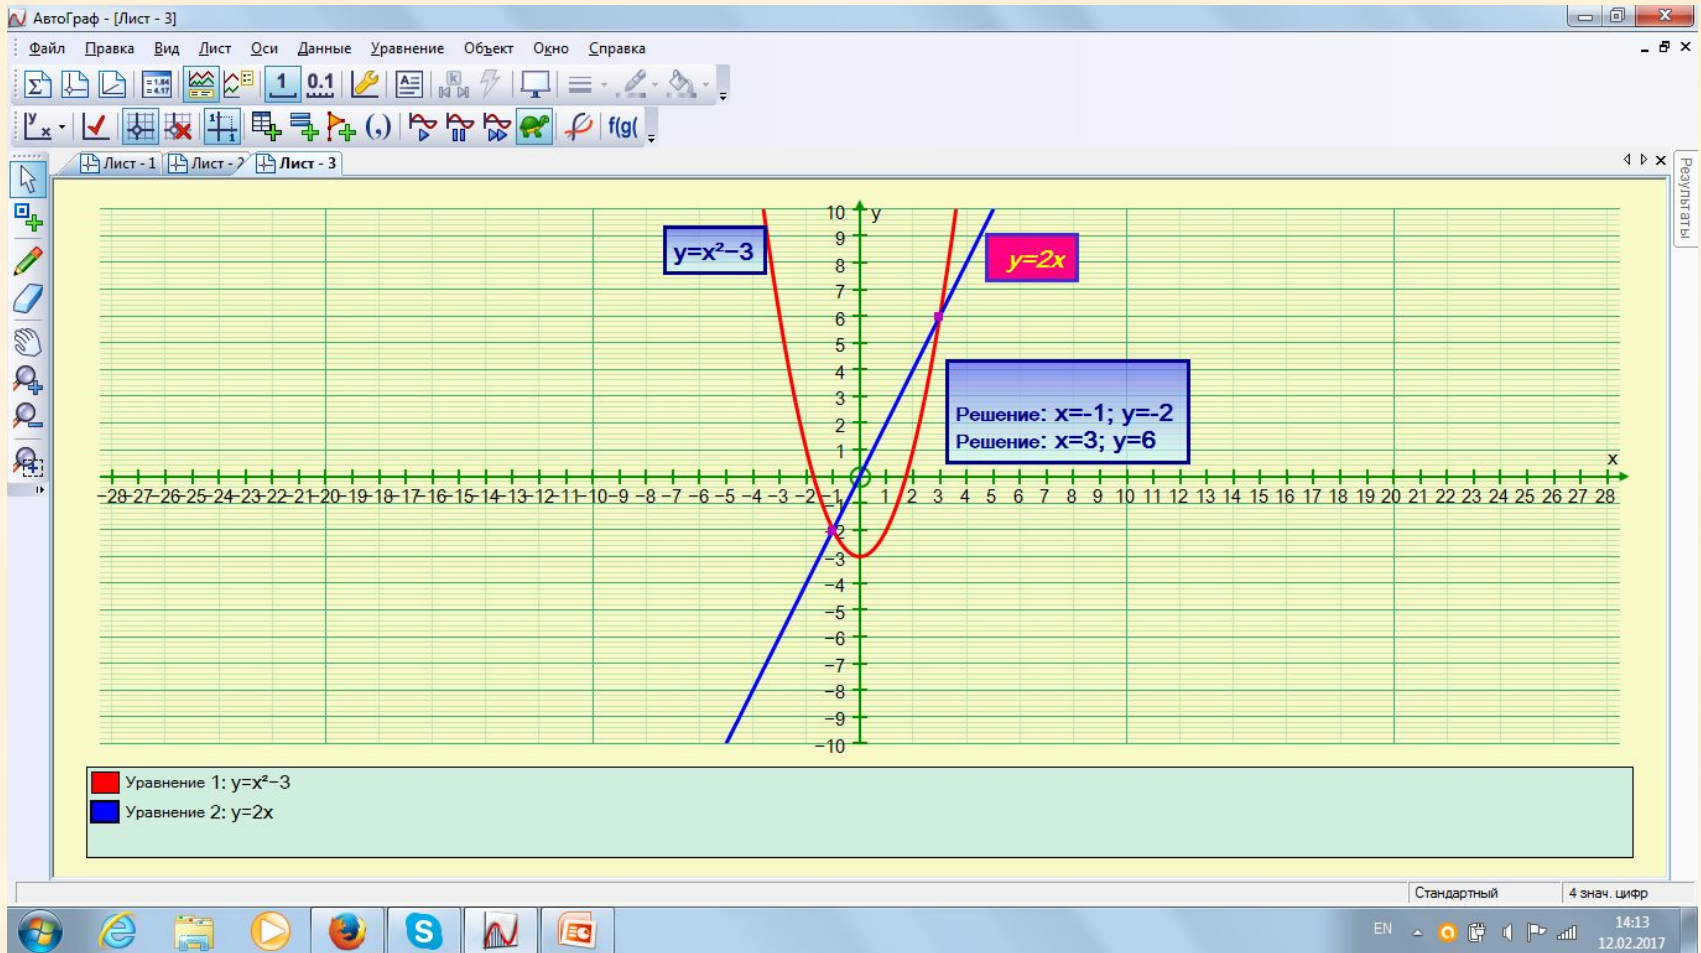 АвтоГраф - [Лист - 3]
Файл Правка Вид Лист Оси Данные Уравнение Объект Окно Справка
Σ =1.84 =4.17 1 0.1 A
y x (,) f(g(
Лист - 1 Лист - 2 Лист - 3
Результаты
y
10
9
8
7
6
5
4
3
2
1
y=x²−3
y=2x
Решение: x=-1; y=-2
Решение: x=3; y=6
x
−28 −27 −26 −25 −24 −23 −22 −21 −20 −19 −18 −17 −16 −15 −14 −13 −12 −11 −10 −9 −8 −7 −6 −5 −4 −3 −2 −1 1 2 3 4 5 6 7 8 9 10 11 12 13 14 15 16 17 18 19 20 21 22 23 24 25 26 27 28
−1
−2
−3
−4
−5
−6
−7
−8
−9
−10
Уравнение 1: y=x²−3
Уравнение 2: y=2x
Стандартный 4 знач. цифр
EN 14:13
12.02.2017